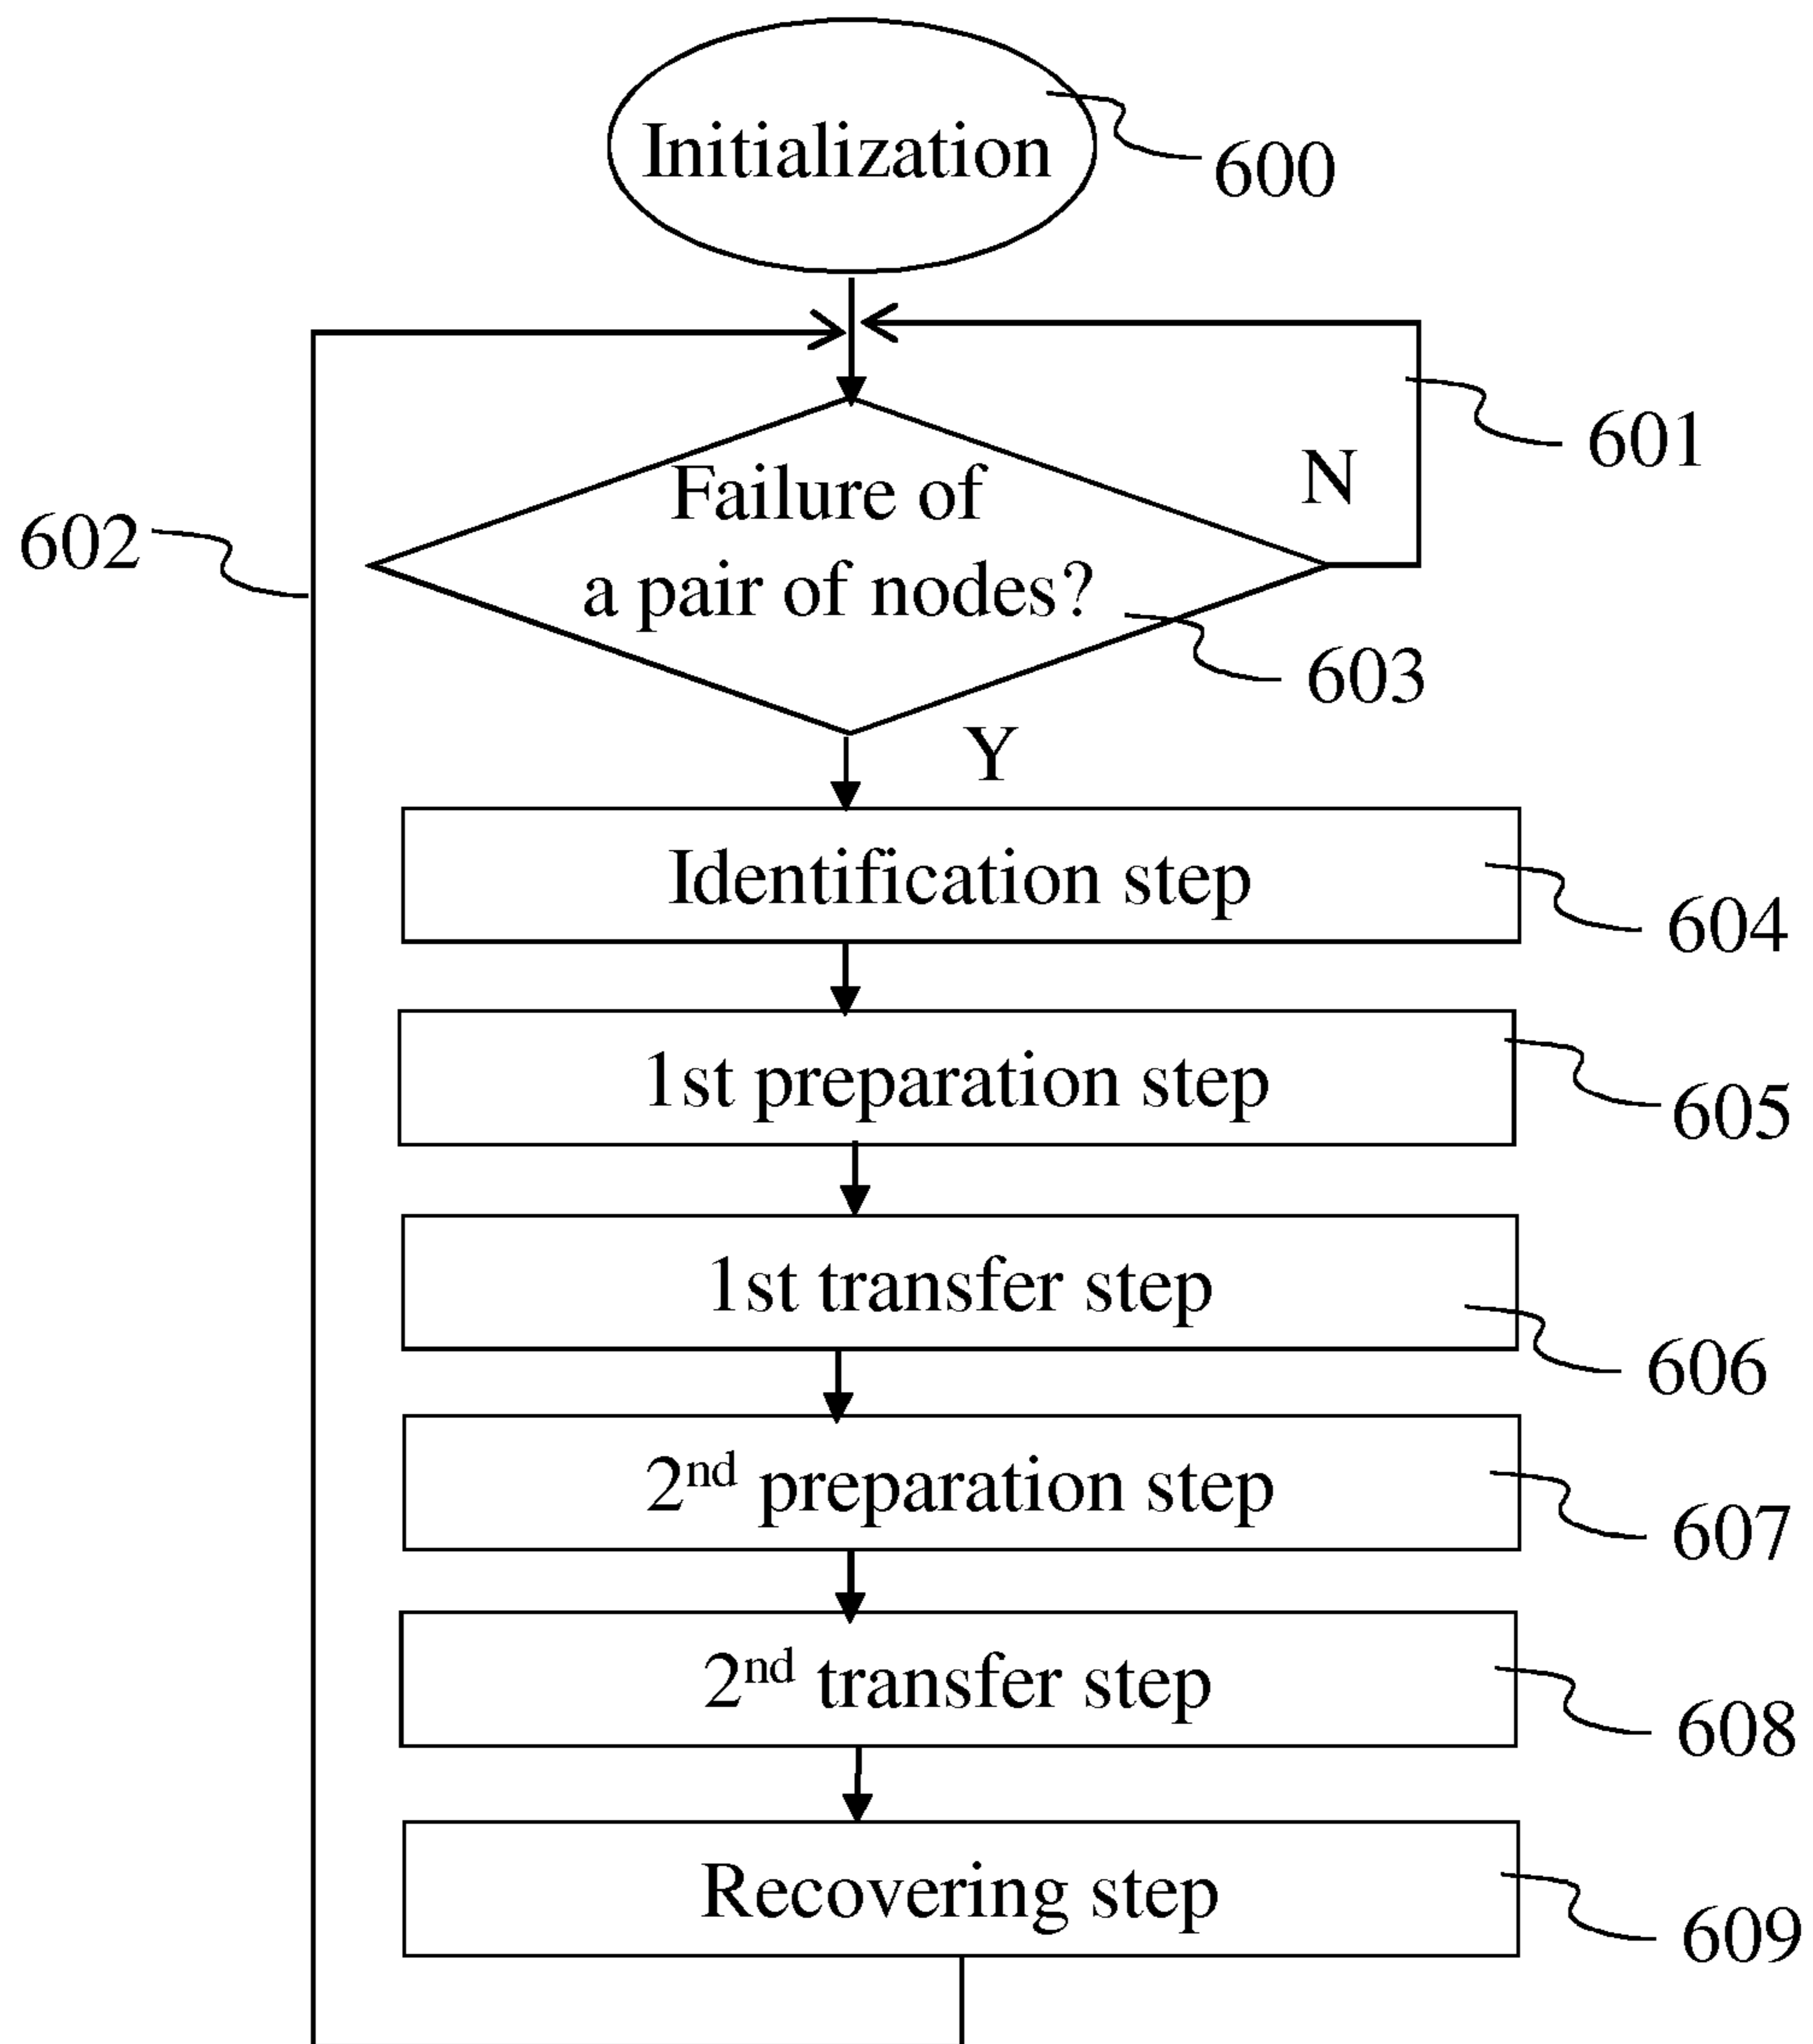 Initialization
600
601
N
Failure of
602
a pair of nodes?
603
Y
Identification step
604
1st preparation step
605
1st transfer step
606
2nd preparation step
607
2nd transfer step
608
Recovering step
609